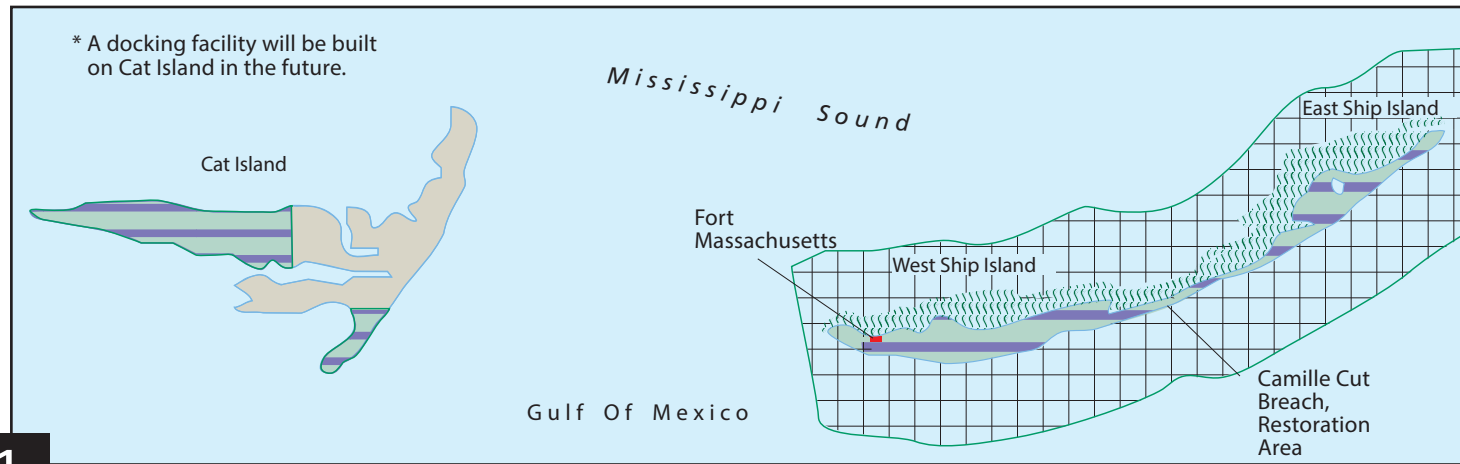 * A docking facility will be built
on Cat Island in the future.
Mississippi Sound
East Ship Island
Cat Island
Fort
Massachusetts
West Ship Island
Gulf Of Mexico
Camille Cut
Breach,
Restoration
Area
1